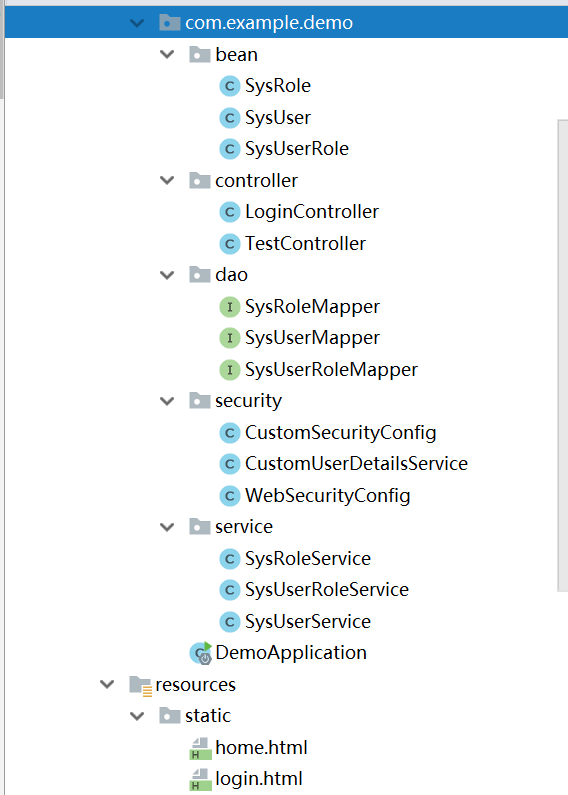 com.example.demo
bean
SysRole
SysUser
SysUserRole
controller
LoginController
TestController
dao
SysRoleMapper
SysUserMapper
SysUserRoleMapper
security
CustomSecurityConfig
CustomUserDetailsService
WebSecurityConfig
service
SysRoleService
SysUserRoleService
SysUserService
DemoApplication
resources
static
home.html
login.html